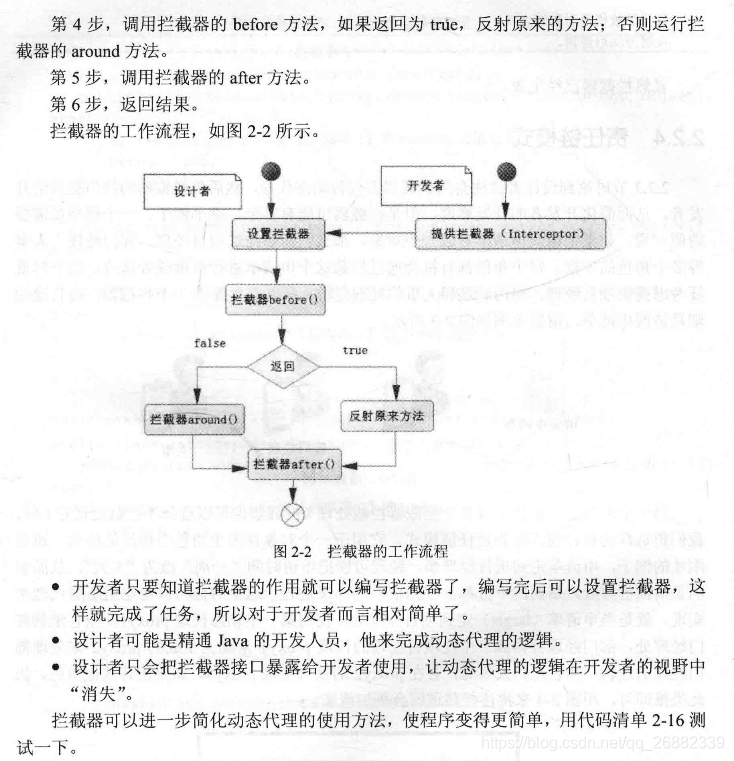 第 4 步，调用拦截器的 before 方法，如果返回为 true，反射原来的方法；否则运行拦
截器的 around 方法。
第 5 步，调用拦截器的 after 方法。
第 6 步，返回结果。
拦截器的工作流程，如图 2-2 所示。
设计者
开发者
设置拦截器
提供拦截器（Interceptor）
拦截器before()
false
true
返回
拦截器around()
反射原来方法
拦截器after()
图 2-2 拦截器的工作流程
● 开发者只要知道拦截器的作用就可以编写拦截器了，编写完后可以设置拦截器，这
样就完成了任务，所以对于开发者而言相对简单了。
● 设计者可能是精通 Java 的开发人员，他来完成动态代理的逻辑。
● 设计者只会把拦截器接口暴露给开发者使用，让动态代理的逻辑在开发者的视野中
“消失”。
拦截器可以进一步简化动态代理的使用方法，使程序变得更简单，用代码清单 2-16 测
试一下。
https://blog.csdn.net/qq_26882339